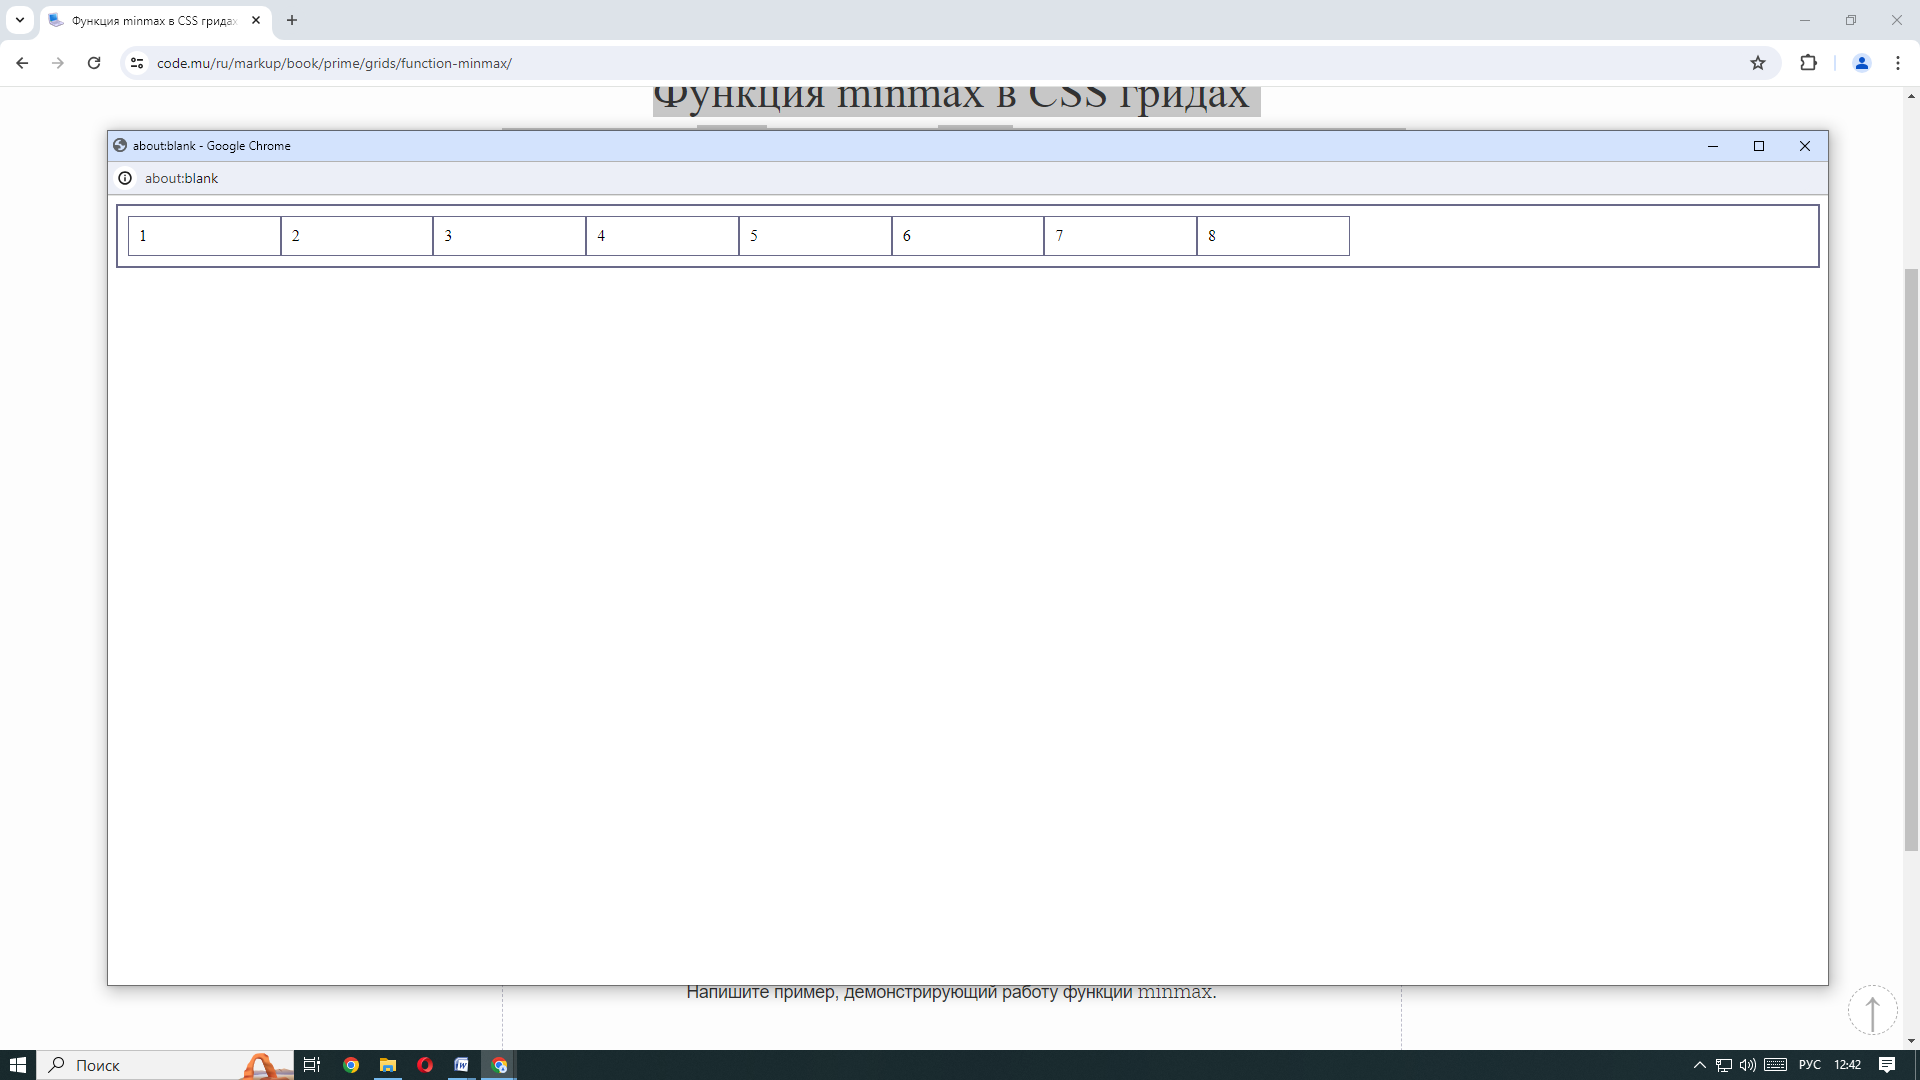 Функция minmax в CSS гридах
code.mu/ru/markup/book/prime/grids/function-minmax/
Функция minmax в CSS гридах
about:blank - Google Chrome
about:blank
1 2 3 4 5 6 7 8
Напишите пример, демонстрирующий работу функции minmax.
Поиск
РУС 12:42